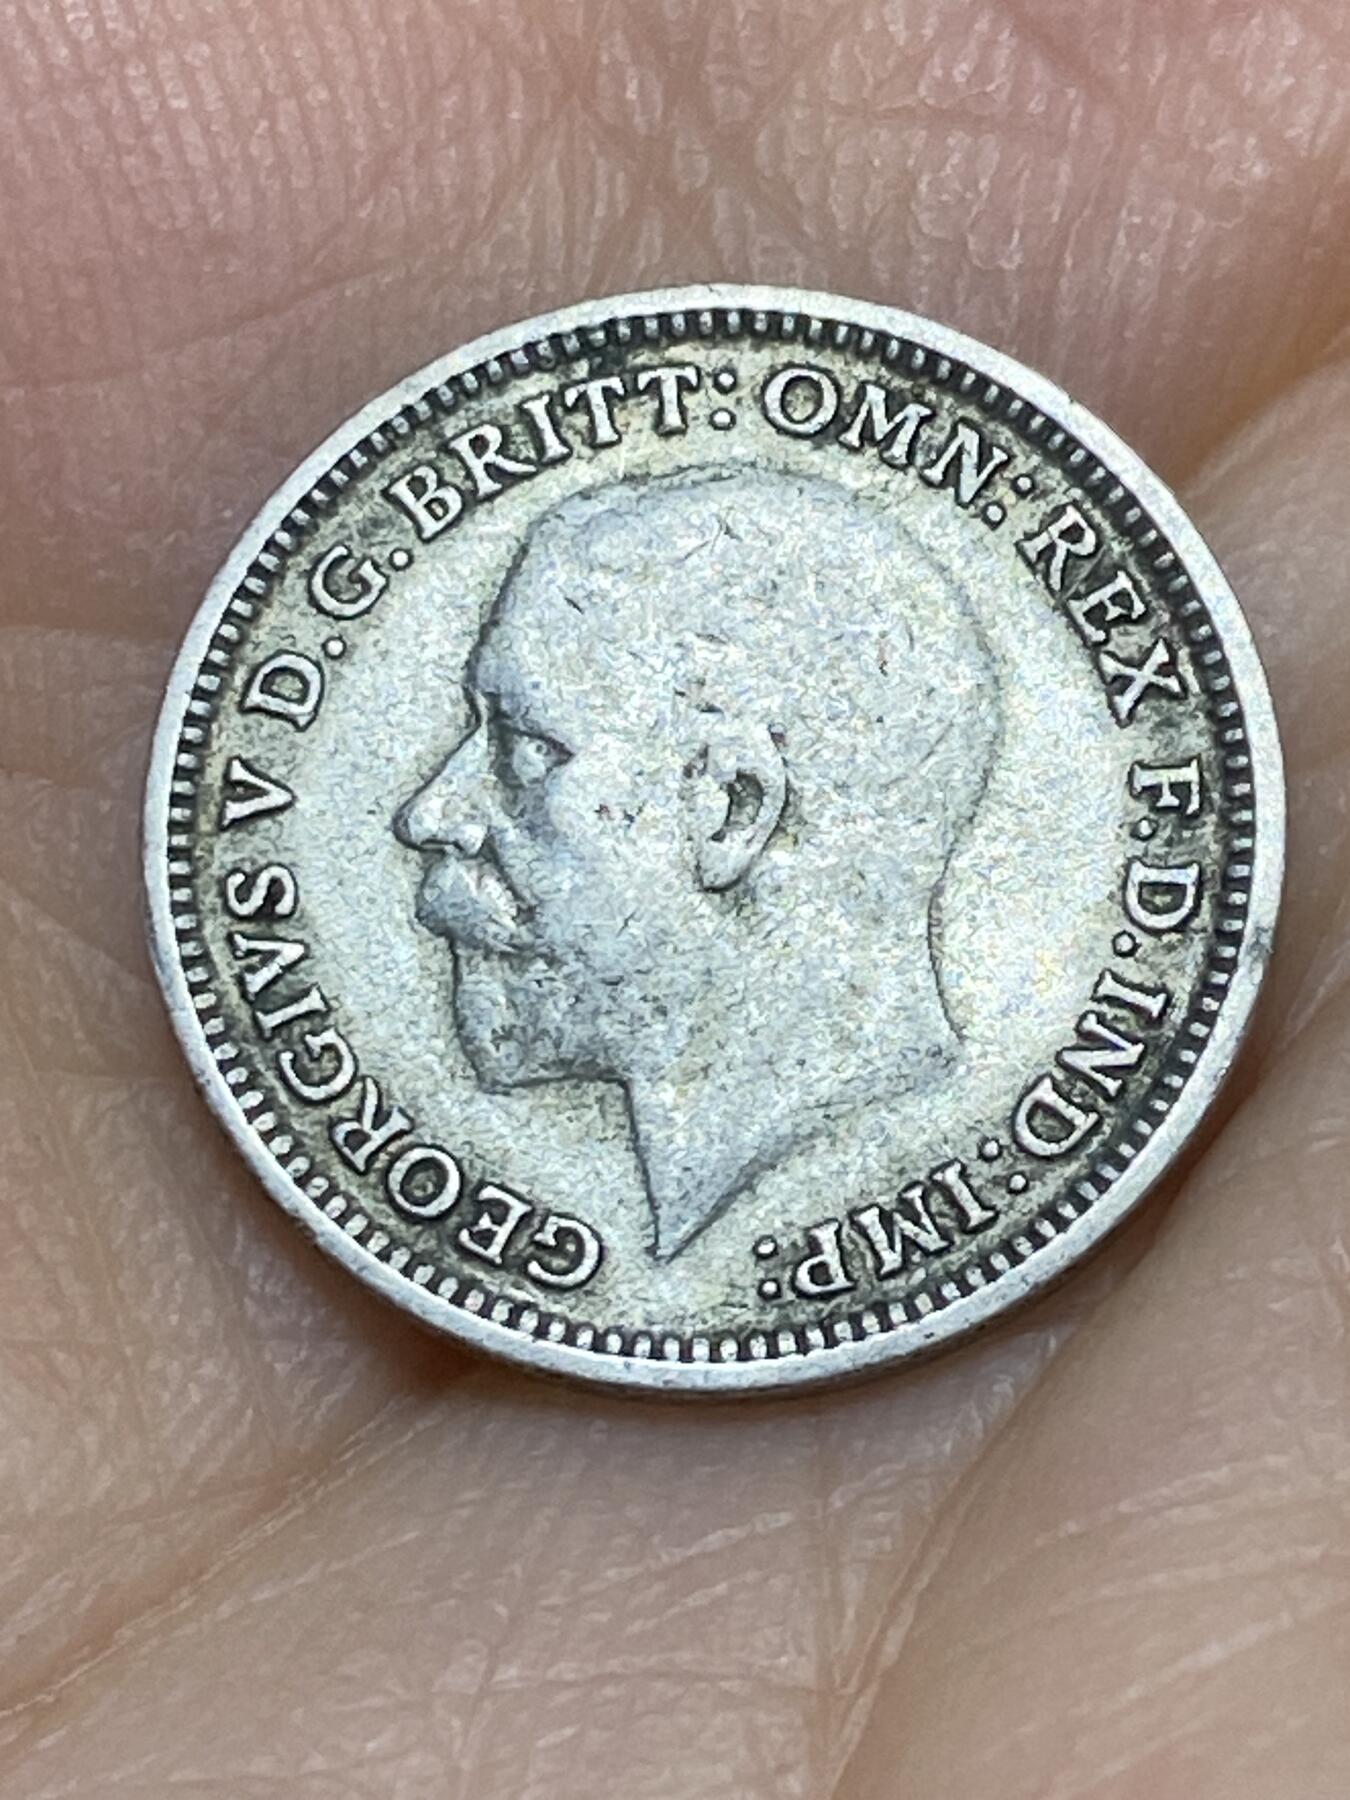 GEORGIVS V D.G.BRITT: OMN: REX F.D.IND:IMP: